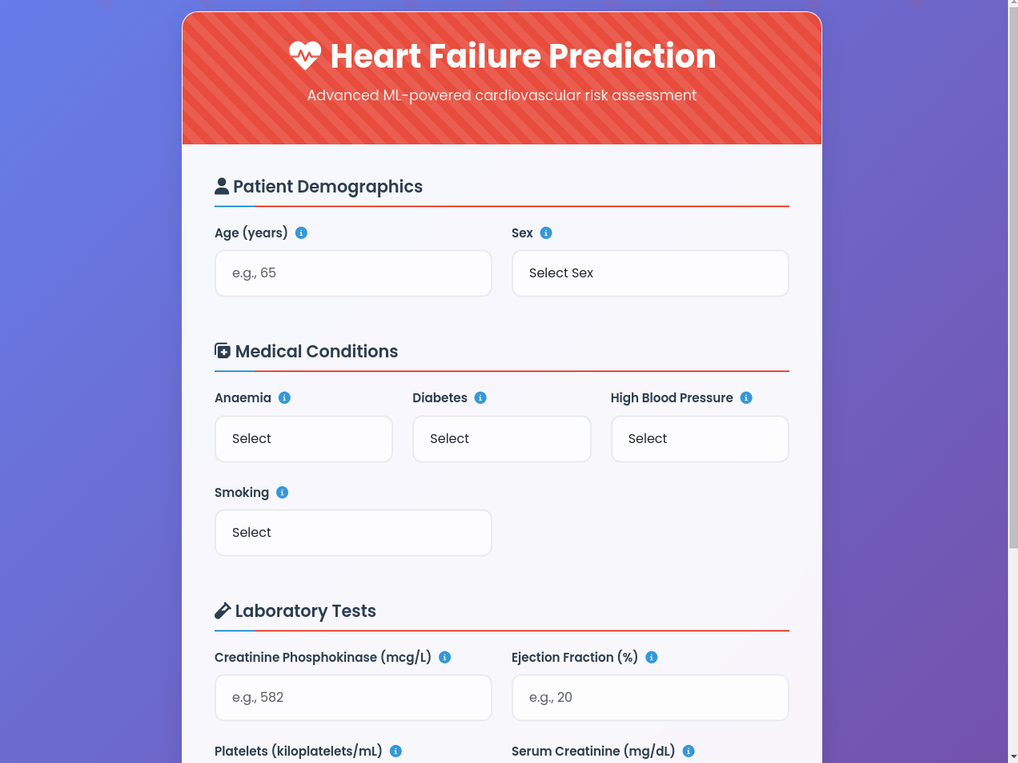 Heart Failure Prediction
Advanced ML-powered cardiovascular risk assessment
Patient Demographics
Age (years) Sex
e.g., 65 Select Sex
Medical Conditions
Anaemia Diabetes High Blood Pressure
Select Select Select
Smoking
Select
Laboratory Tests
Creatinine Phosphokinase (mcg/L) Ejection Fraction (%)
e.g., 582 e.g., 20
Platelets (kiloplatelets/mL) Serum Creatinine (mg/dL)